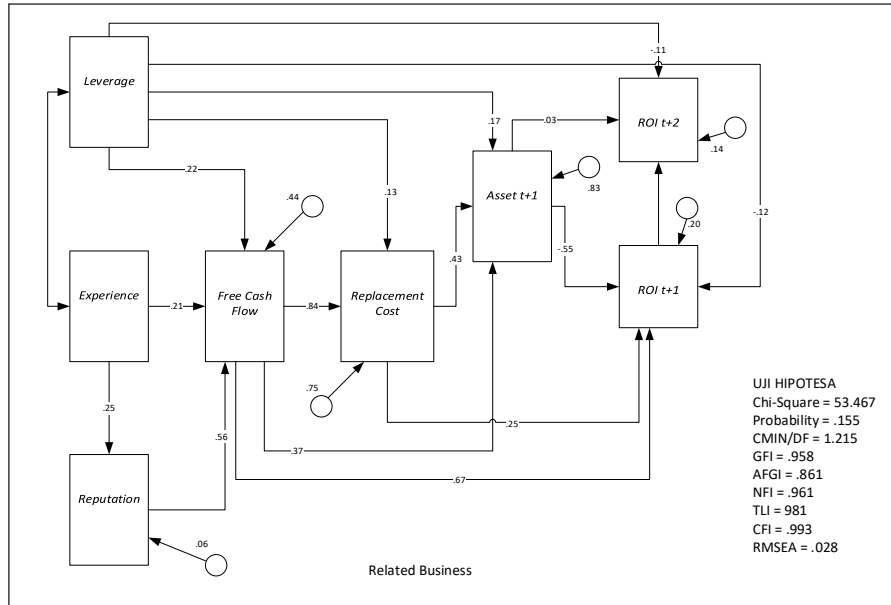 Leverage
-.11
ROI t+2
.17
.03
.14
.22
.44
.13
Asset t+1
.83
-.12
.20
.43
-.55
Experience
.21
Free Cash
Flow
.84
Replacement
Cost
ROI t+1
.75
.25
.56
.25
.37
.67
Reputation
.06
Related Business
UJI HIPOTESA
Chi-Square = 53.467
Probability = .155
CMIN/DF = 1.215
GFI = .958
AFGI = .861
NFI = .961
TLI = 981
CFI = .993
RMSEA = .028